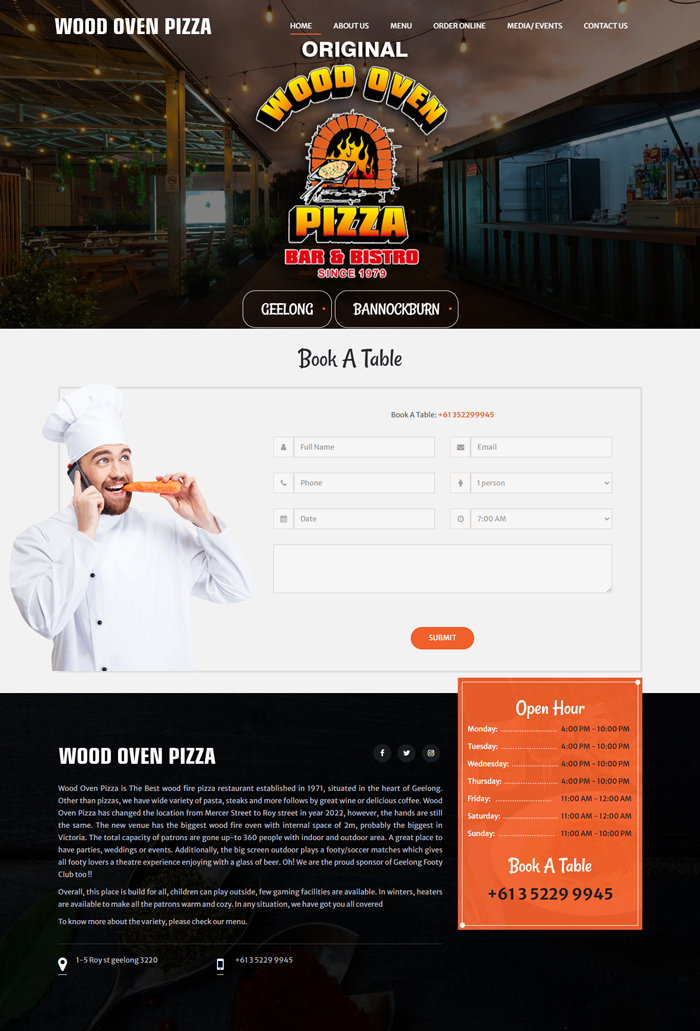 WOOD OVEN PIZZA
HOME ABOUT US MENU ORDER ONLINE MEDIA/ EVENTS CONTACT US
ORIGINAL
WOOD OVEN
PIZZA
BAR & BISTRO
SINCE 1979
GEELONG BANNOCKBURN
Book A Table
Book A Table: +61 352299945
Full Name Email
Phone 1 person
Date 7:00 AM
SUBMIT
Open Hour
Monday: 4:00 PM - 10:00 PM
Tuesday: 4:00 PM - 10:00 PM
Wednesday: 4:00 PM - 10:00 PM
Thursday: 4:00 PM - 10:00 PM
Friday: 11:00 AM - 12:00 AM
Saturday: 11:00 AM - 12:00 AM
Sunday: 11:00 AM - 10:00 PM
Book A Table
+61 3 5229 9945
WOOD OVEN PIZZA
Wood Oven Pizza is The Best wood fire pizza restaurant established in 1971, situated in the heart of Geelong.
Other than pizzas, we have wide variety of pasta, steaks and more follows by great wine or delicious coffee. Wood
Oven Pizza has changed the location from Mercer Street to Roy street in year 2022, however, the hands are still
the same. The new venue has the biggest wood fire oven with internal space of 2m, probably the biggest in
Victoria. The total capacity of patrons are gone up-to 360 people with indoor and outdoor area. A great place to
have parties, weddings or events. Additionally, the big screen outdoor plays a footy/soccer matches which gives
all footy lovers a theatre experience enjoying with a glass of beer. Oh! We are the proud sponsor of Geelong Footy
Club too !!
Overall, this place is build for all, children can play outside, few gaming facilities are available. In winters, heaters
are available to make all the patrons warm and cozy. In any situation, we have got you all covered
To know more about the variety, please check our menu.
1-5 Roy st geelong 3220 +61 3 5229 9945